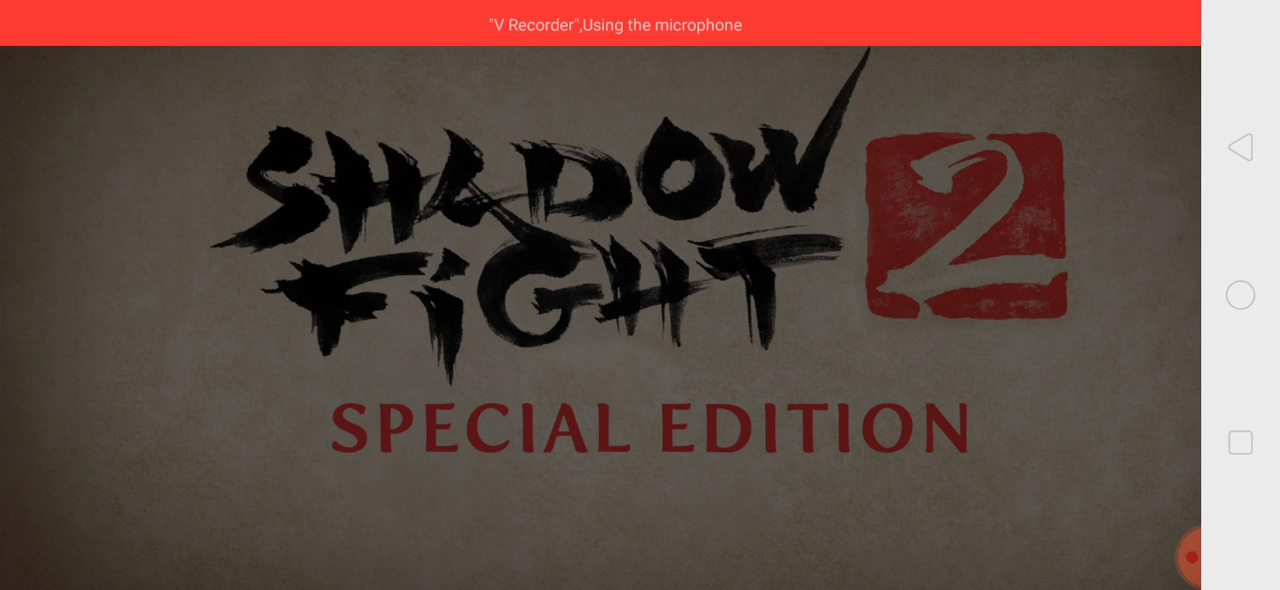 "V Recorder",Using the microphone
SHADOW
FiGHT 2
SPECIAL EDITION